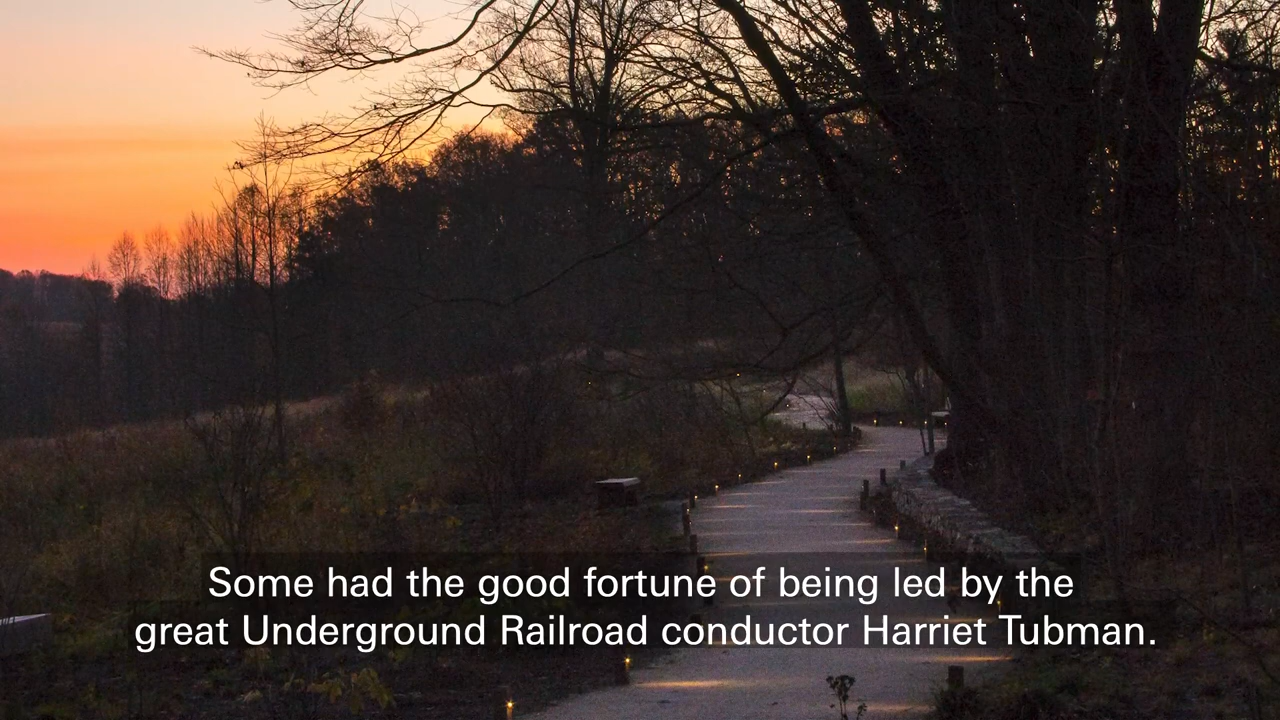 Some had the good fortune of being led by the
great Underground Railroad conductor Harriet Tubman.